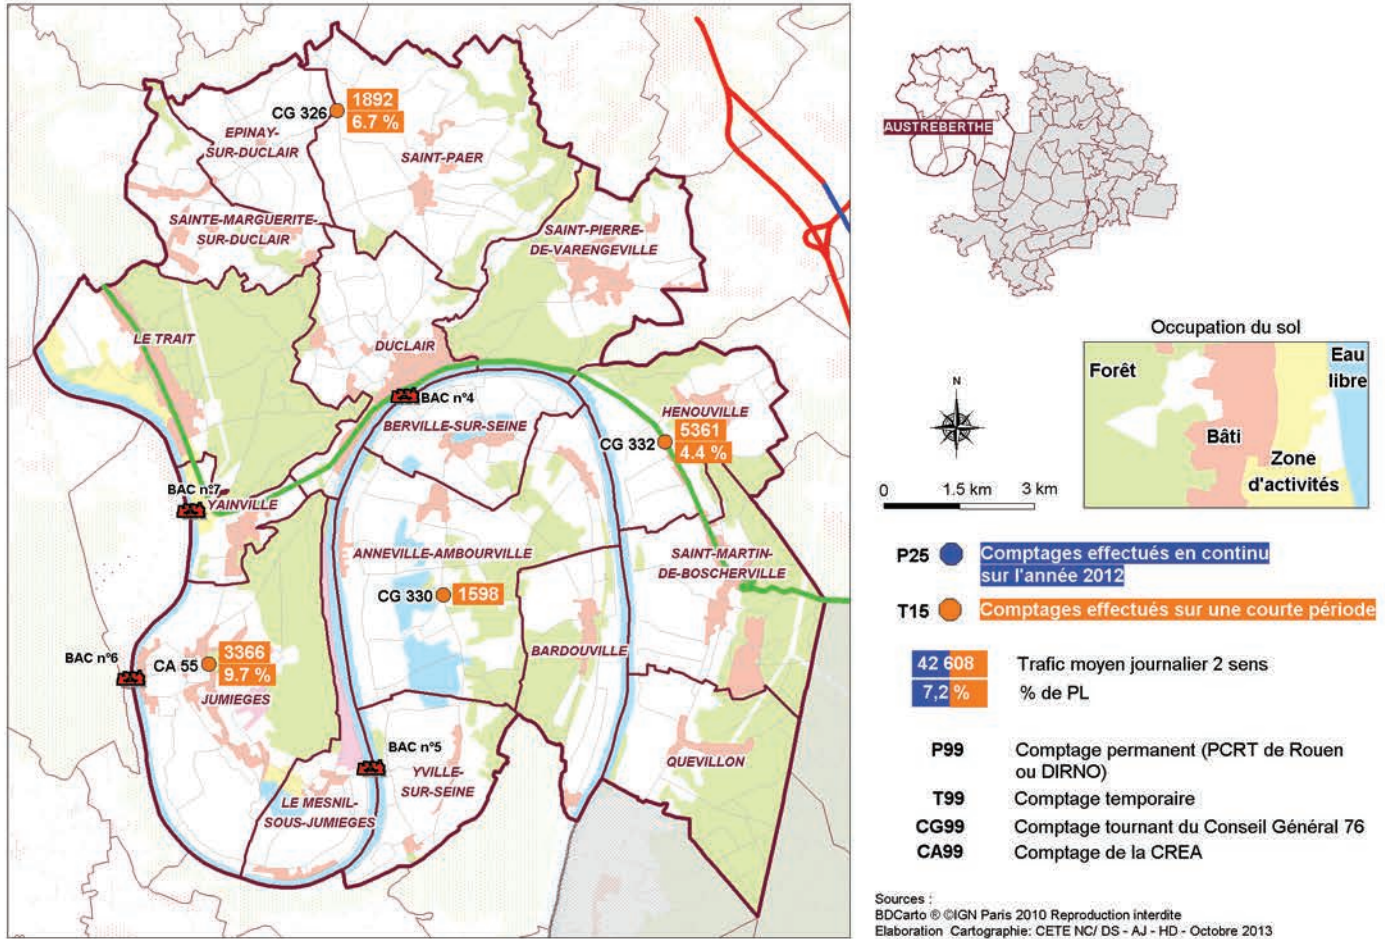 CG 326
1892
6.7 %
EPINAY-
SUR-DUCLAIR
SAINT-PAER
SAINTE-MARGUERITE-
SUR-DUCLAIR
SAINT-PIERRE-
DE-VARENGEVILLE
LE TRAIT
DUCLAIR
BAC n°4
BERVILLE-SUR-SEINE
HENOUVILLE
CG 332
5361
4.4 %
BAC n°7
YAINVILLE
ANNEVILLE-AMBOURVILLE
SAINT-MARTIN-
DE-BOSCHERVILLE
CG 330
1598
BARDOUVILLE
BAC n°6
CA 55
3366
9.7 %
JUMIEGES
BAC n°5
YVILLE-
SUR-SEINE
QUEVILLON
LE MESNIL-
SOUS-JUMIEGES
AUSTREBERTHE
Occupation du sol
Forêt
Eau
libre
Bâti
Zone
d'activités
N
0 1.5 km 3 km
P25 Comptages effectués en continu
sur l'année 2012
T15 Comptages effectués sur une courte période
42 608 Trafic moyen journalier 2 sens
7,2 % % de PL
P99 Comptage permanent (PCRT de Rouen
ou DIRNO)
T99 Comptage temporaire
CG99 Comptage tournant du Conseil Général 76
CA99 Comptage de la CREA
Sources :
BDCarto ® ©IGN Paris 2010 Reproduction interdite
Elaboration Cartographie: CETE NC/ DS - AJ - HD - Octobre 2013